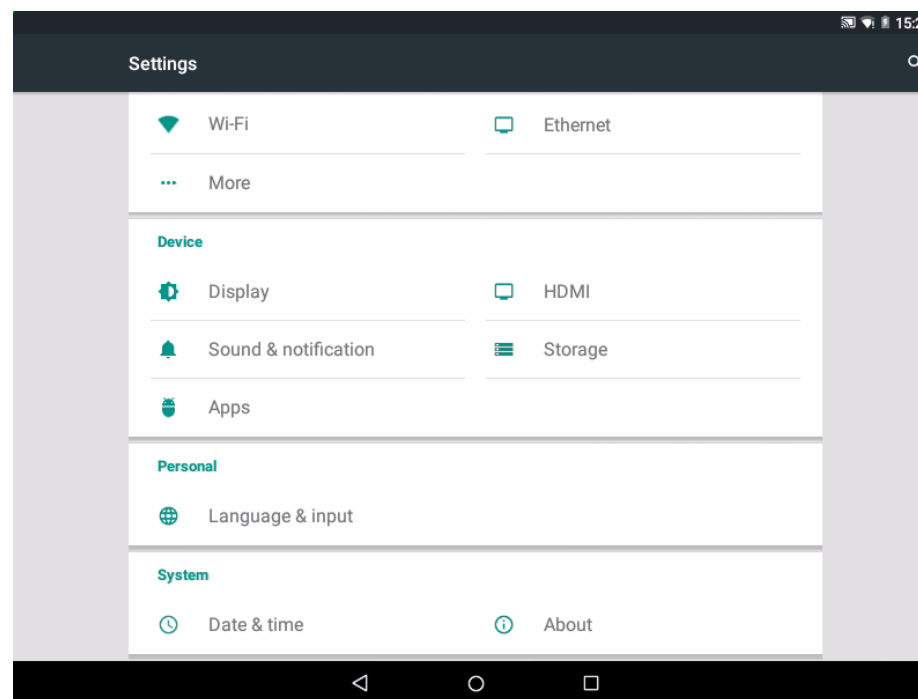 Settings
Wi-Fi
Ethernet
More
Device
Display
HDMI
Sound & notification
Storage
Apps
Personal
Language & input
System
Date & time
About